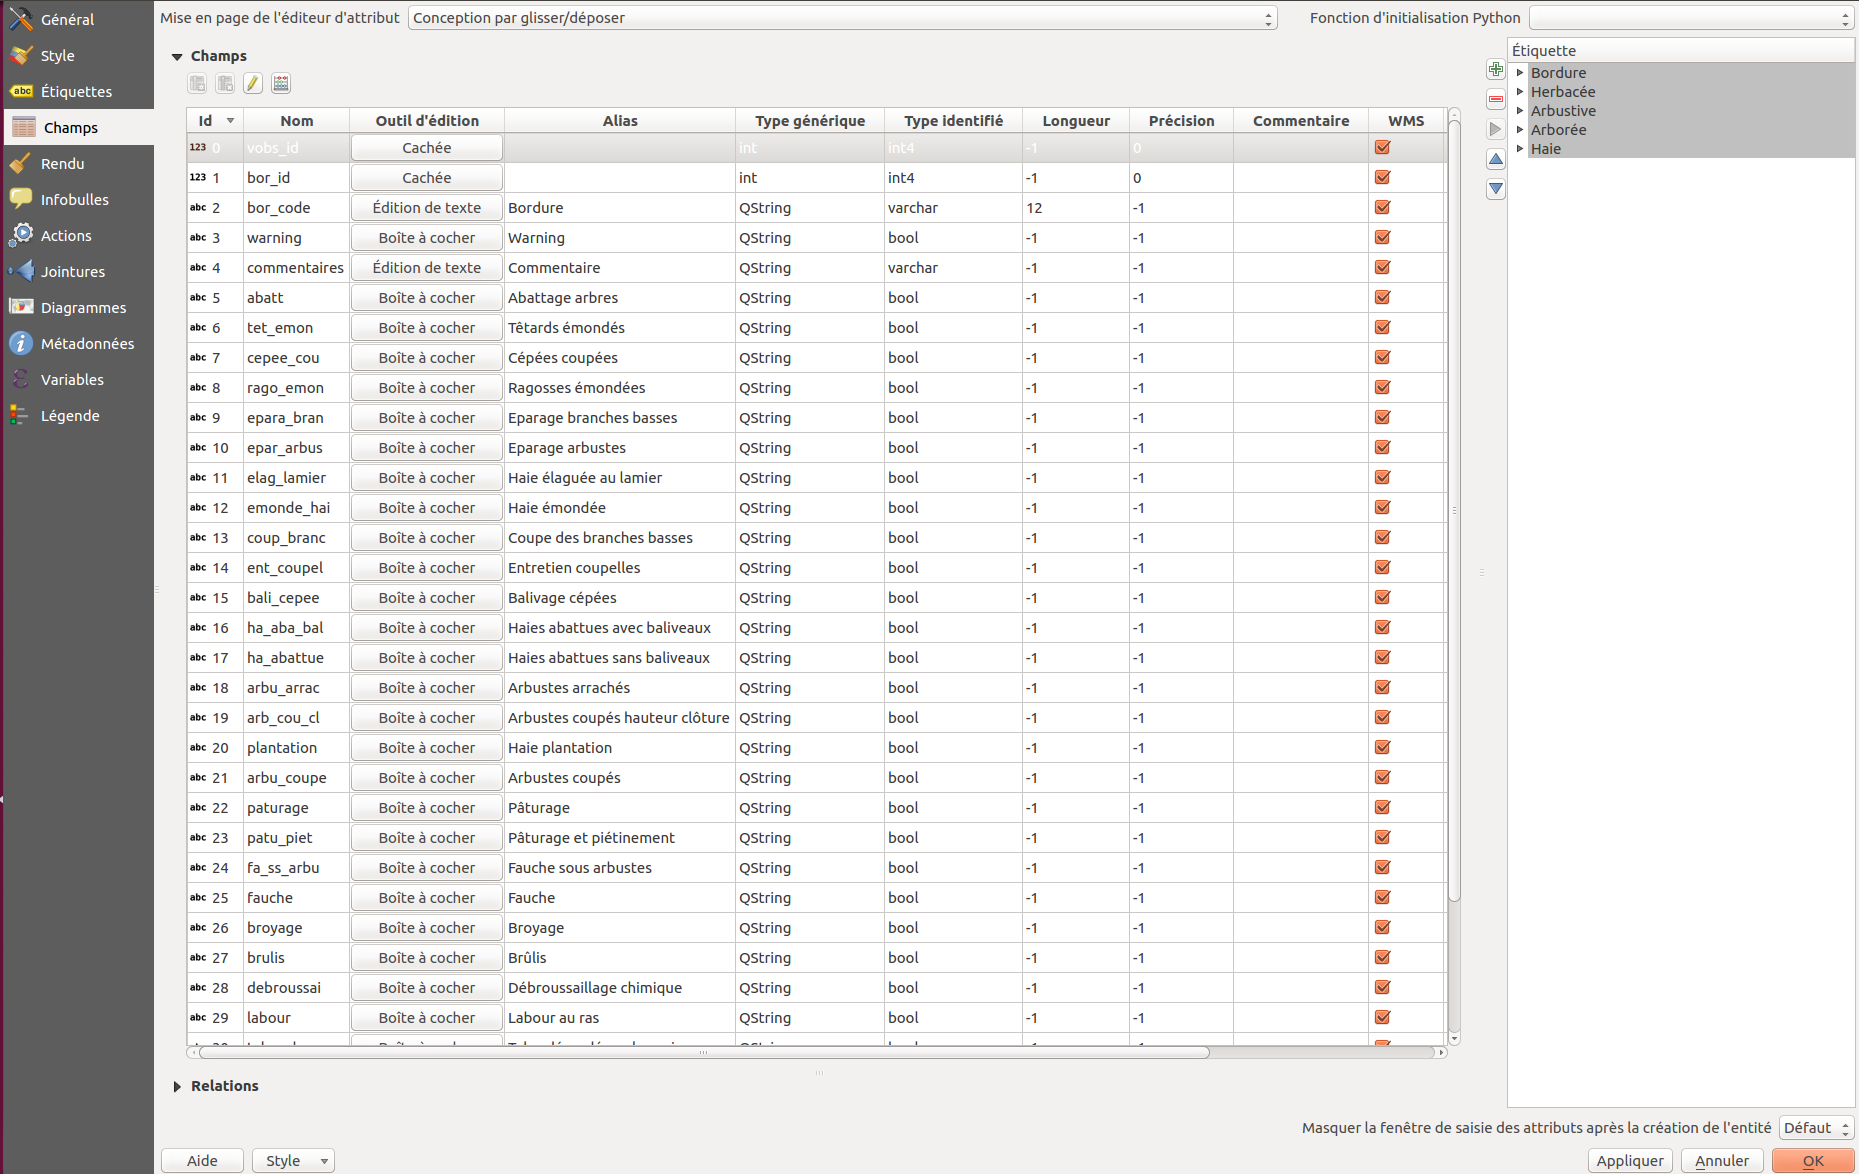 Général
Style
Étiquettes
Champs
Rendu
Infobulles
Actions
Jointures
Diagrammes
Métadonnées
Variables
Légende
Mise en page de l'éditeur d'attribut Conception par glisser/déposer Fonction d'initialisation Python
Champs
Id Nom Outil d'édition Alias Type générique Type identifié Longueur Précision Commentaire WMS
123 0 vobs_id Cachée int int4 -1 0
123 1 bor_id Cachée int int4 -1 0
abc 2 bor_code Édition de texte Bordure QString varchar 12 -1
abc 3 warning Boîte à cocher Warning QString bool -1 -1
abc 4 commentaires Édition de texte Commentaire QString varchar -1 -1
abc 5 abatt Boîte à cocher Abattage arbres QString bool -1 -1
abc 6 tet_emon Boîte à cocher Têtards émondés QString bool -1 -1
abc 7 cepee_cou Boîte à cocher Cépées coupées QString bool -1 -1
abc 8 rago_emon Boîte à cocher Ragosses émondées QString bool -1 -1
abc 9 epara_bran Boîte à cocher Eparage branches basses QString bool -1 -1
abc 10 epar_arbus Boîte à cocher Eparage arbustes QString bool -1 -1
abc 11 elag_lamier Boîte à cocher Haie élaguée au lamier QString bool -1 -1
abc 12 emonde_hai Boîte à cocher Haie émondée QString bool -1 -1
abc 13 coup_branc Boîte à cocher Coupe des branches basses QString bool -1 -1
abc 14 ent_coupel Boîte à cocher Entretien coupelles QString bool -1 -1
abc 15 bali_cepee Boîte à cocher Balivage cépées QString bool -1 -1
abc 16 ha_aba_bal Boîte à cocher Haies abattues avec baliveaux QString bool -1 -1
abc 17 ha_abattue Boîte à cocher Haies abattues sans baliveaux QString bool -1 -1
abc 18 arbu_arrac Boîte à cocher Arbustes arrachés QString bool -1 -1
abc 19 arb_cou_cl Boîte à cocher Arbustes coupés hauteur clôture QString bool -1 -1
abc 20 plantation Boîte à cocher Haie plantation QString bool -1 -1
abc 21 arbu_coupe Boîte à cocher Arbustes coupés QString bool -1 -1
abc 22 paturage Boîte à cocher Pâturage QString bool -1 -1
abc 23 patu_piet Boîte à cocher Pâturage et piétinement QString bool -1 -1
abc 24 fa_ss_arbu Boîte à cocher Fauche sous arbustes QString bool -1 -1
abc 25 fauche Boîte à cocher Fauche QString bool -1 -1
abc 26 broyage Boîte à cocher Broyage QString bool -1 -1
abc 27 brulis Boîte à cocher Brûlis QString bool -1 -1
abc 28 debroussai Boîte à cocher Débroussaillage chimique QString bool -1 -1
abc 29 labour Boîte à cocher Labour au ras QString bool -1 -1
Relations
Étiquette
Bordure
Herbacée
Arbustive
Arborée
Haie
Masquer la fenêtre de saisie des attributs après la création de l'entité Défaut
Aide Style Appliquer Annuler OK